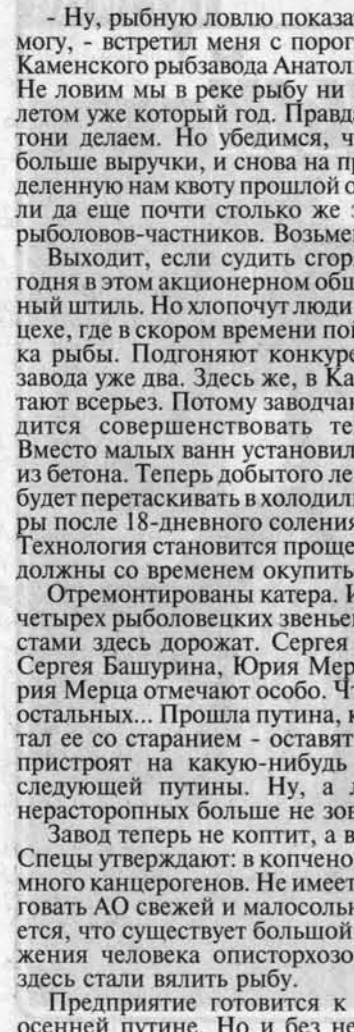 - Ну, рыбную ловлю показа
могу, - встретил меня с порог
Каменского рыбзавода Анатол
Не ловим мы в реке рыбу ни
летом уже который год. Правд
тони делаем. Но убедимся, ч
больше выручки, и снова на п
деленную нам квоту прошлой о
ли да еще почти столько же
рыболовов-частников. Возьме
Выходит, если судить сгор
годня в этом акционерном общ
ный штиль. Но хлопочут люди
цехе, где в скором времени по
ка рыбы. Подгоняют конкуре
завода уже два. Здесь же, в Ка
тают всерьез. Потому заводча
дится совершенствовать те
Вместо малых ванн установил
из бетона. Теперь добытого ле
будет перетаскивать в холодил
ры после 18-дневного соления
Технология становится проще
должны со временем окупить
Отремонтированы катера. И
четырех рыболовецких звенье
стами здесь дорожат. Сергея
Сергея Башурина, Юрия Мер
рия Мерца отмечают особо. Ч
остальных... Прошла путина, к
тал ее со старанием - оставят
пристроят на какую-нибудь
следующей путины. Ну, а л
нерасторопных больше не зов
Завод теперь не коптит, а в
Спецы утверждают: в копчено
много канцерогенов. Не имеет
говать АО свежей и малосоль
ется, что существует большой
жения человека описторхозо
здесь стали вялить рыбу.
Предприятие готовится к
осенней путине. Но и без не